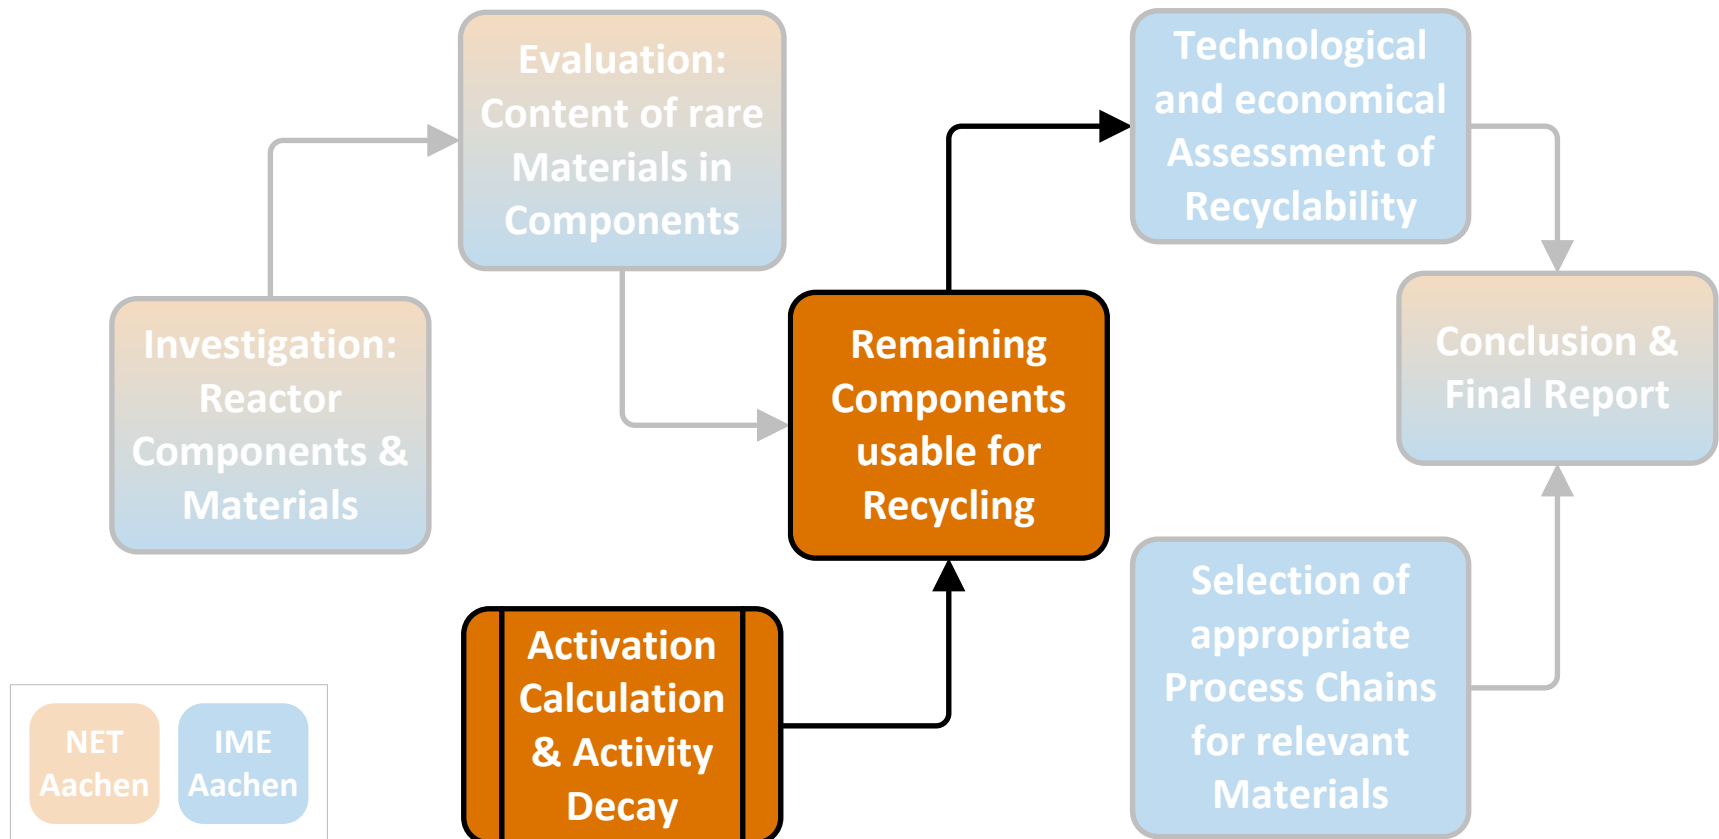 Evaluation:
Content of rare
Materials in
Components
Technological
and economical
Assessment of
Recyclability
Investigation:
Reactor
Components &
Materials
Remaining
Components
usable for
Recycling
Conclusion &
Final Report
Activation
Calculation
& Activity
Decay
Selection of
appropriate
Process Chains
for relevant
Materials
NET
Aachen
IME
Aachen